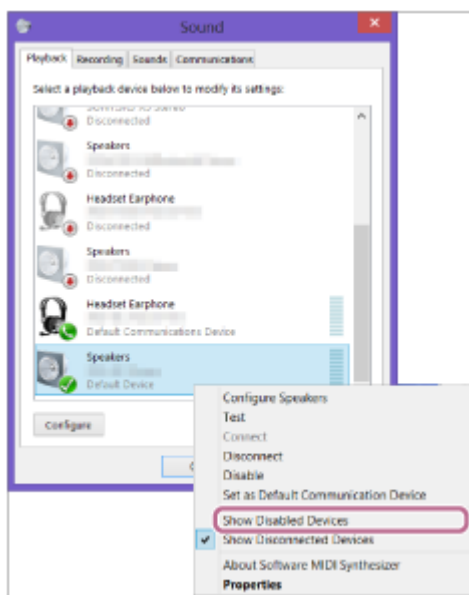 Sound
Playback Recording Sounds Communications
Select a playback device below to modify its settings:
Disconnected
Speakers
Disconnected
Headset Earphone
Disconnected
Speakers
Disconnected
Headset Earphone
Default Communications Device
Speakers
Default Device
Configure
Configure Speakers
Test
Connect
Disconnect
Disable
Set as Default Communication Device
Show Disabled Devices
Show Disconnected Devices
About Software MIDI Synthesizer
Properties